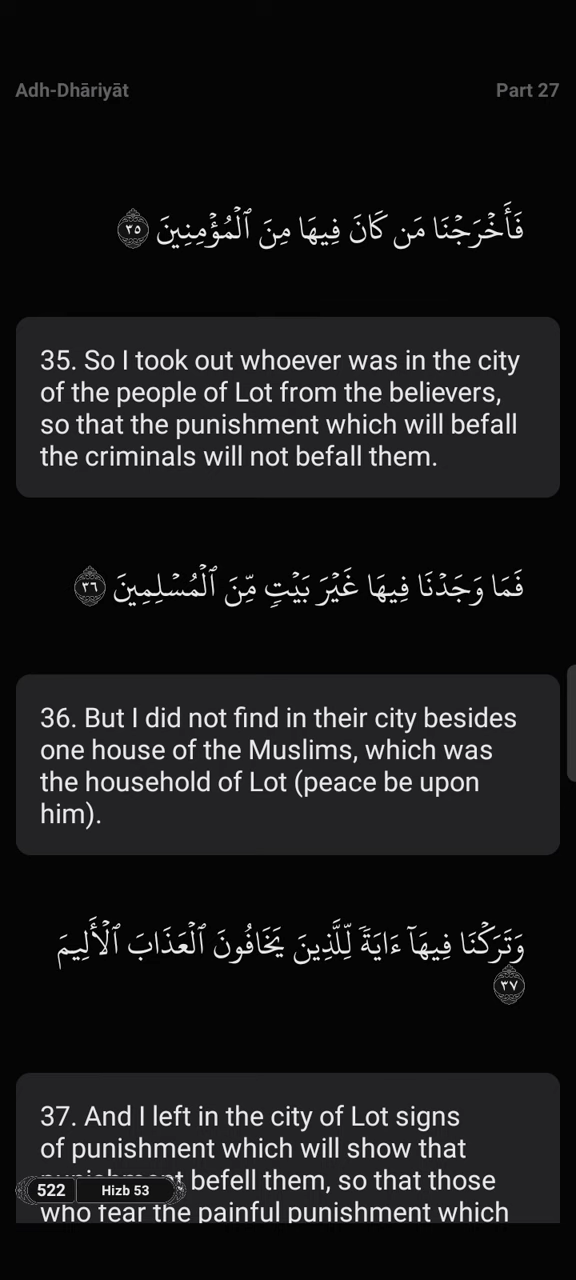 Adh-Dhāriyāt Part 27
فَأَخۡرَجۡنَا مَن كَانَ فِيهَا مِنَ ٱلۡمُؤۡمِنِينَ ٣٥
35. So I took out whoever was in the city
of the people of Lot from the believers,
so that the punishment which will befall
the criminals will not befall them.
فَمَا وَجَدۡنَا فِيهَا غَيۡرَ بَيۡتٖ مِّنَ ٱلۡمُسۡلِمِينَ ٣٦
36. But I did not find in their city besides
one house of the Muslims, which was
the household of Lot (peace be upon
him).
وَتَرَكۡنَا فِيهَآ ءَايَةٗ لِّلَّذِينَ يَخَافُونَ ٱلۡعَذَابَ ٱلۡأَلِيمَ
٣٧
37. And I left in the city of Lot signs
of punishment which will show that
punishment befell them, so that those
522 Hizb 53
who fear the painful punishment which